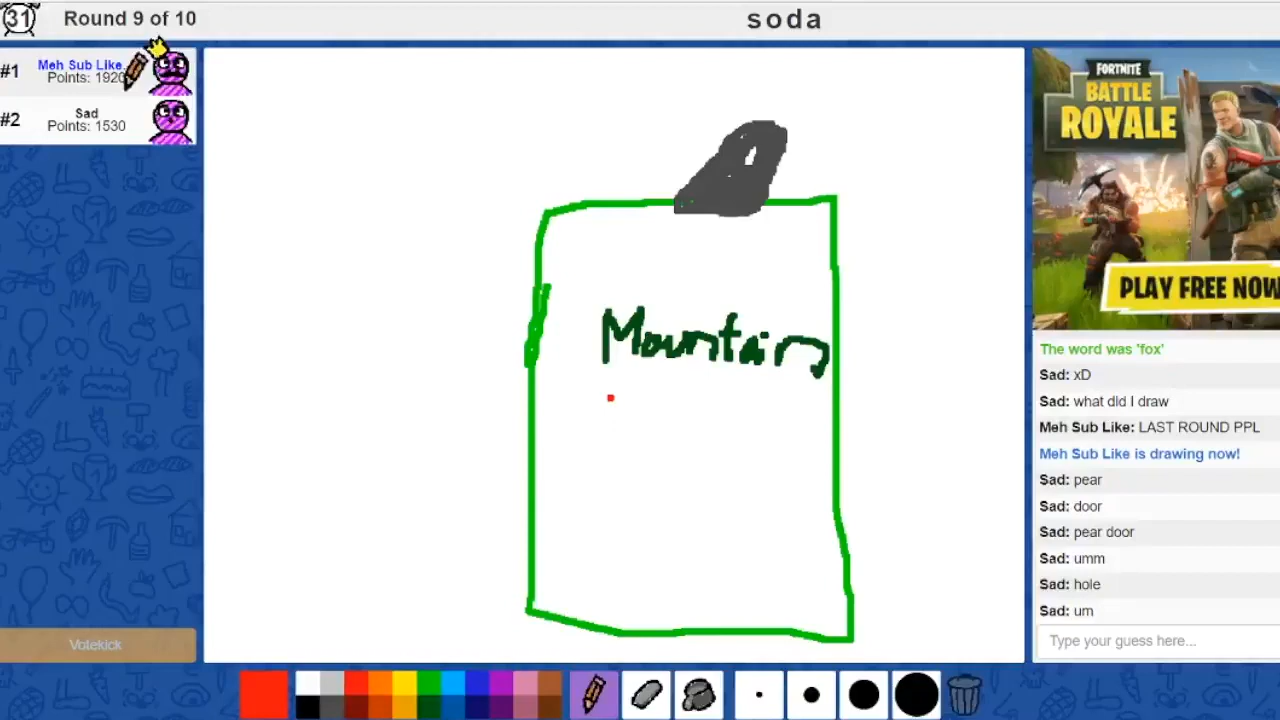 31
Round 9 of 10
soda
#1
Meh Sub Like.
Points: 1920
#2
Sad
Points: 1530
Votekick
Mountain
FORTNITE
BATTLE
ROYALE
PLAY FREE NOW
The word was 'fox'
Sad: xD
Sad: what did I draw
Meh Sub Like: LAST ROUND PPL
Meh Sub Like is drawing now!
Sad: pear
Sad: door
Sad: pear door
Sad: umm
Sad: hole
Sad: um
Type your guess here...